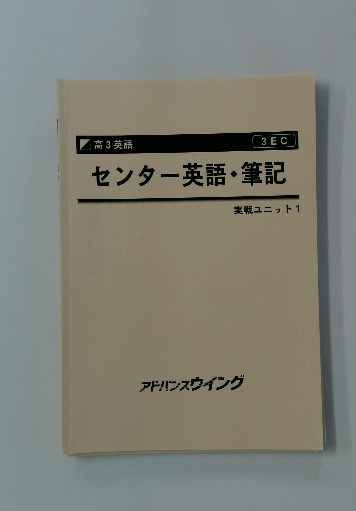 高3英語
3EC
センター英語・筆記
実戦ユニット1
アドバンスウイング